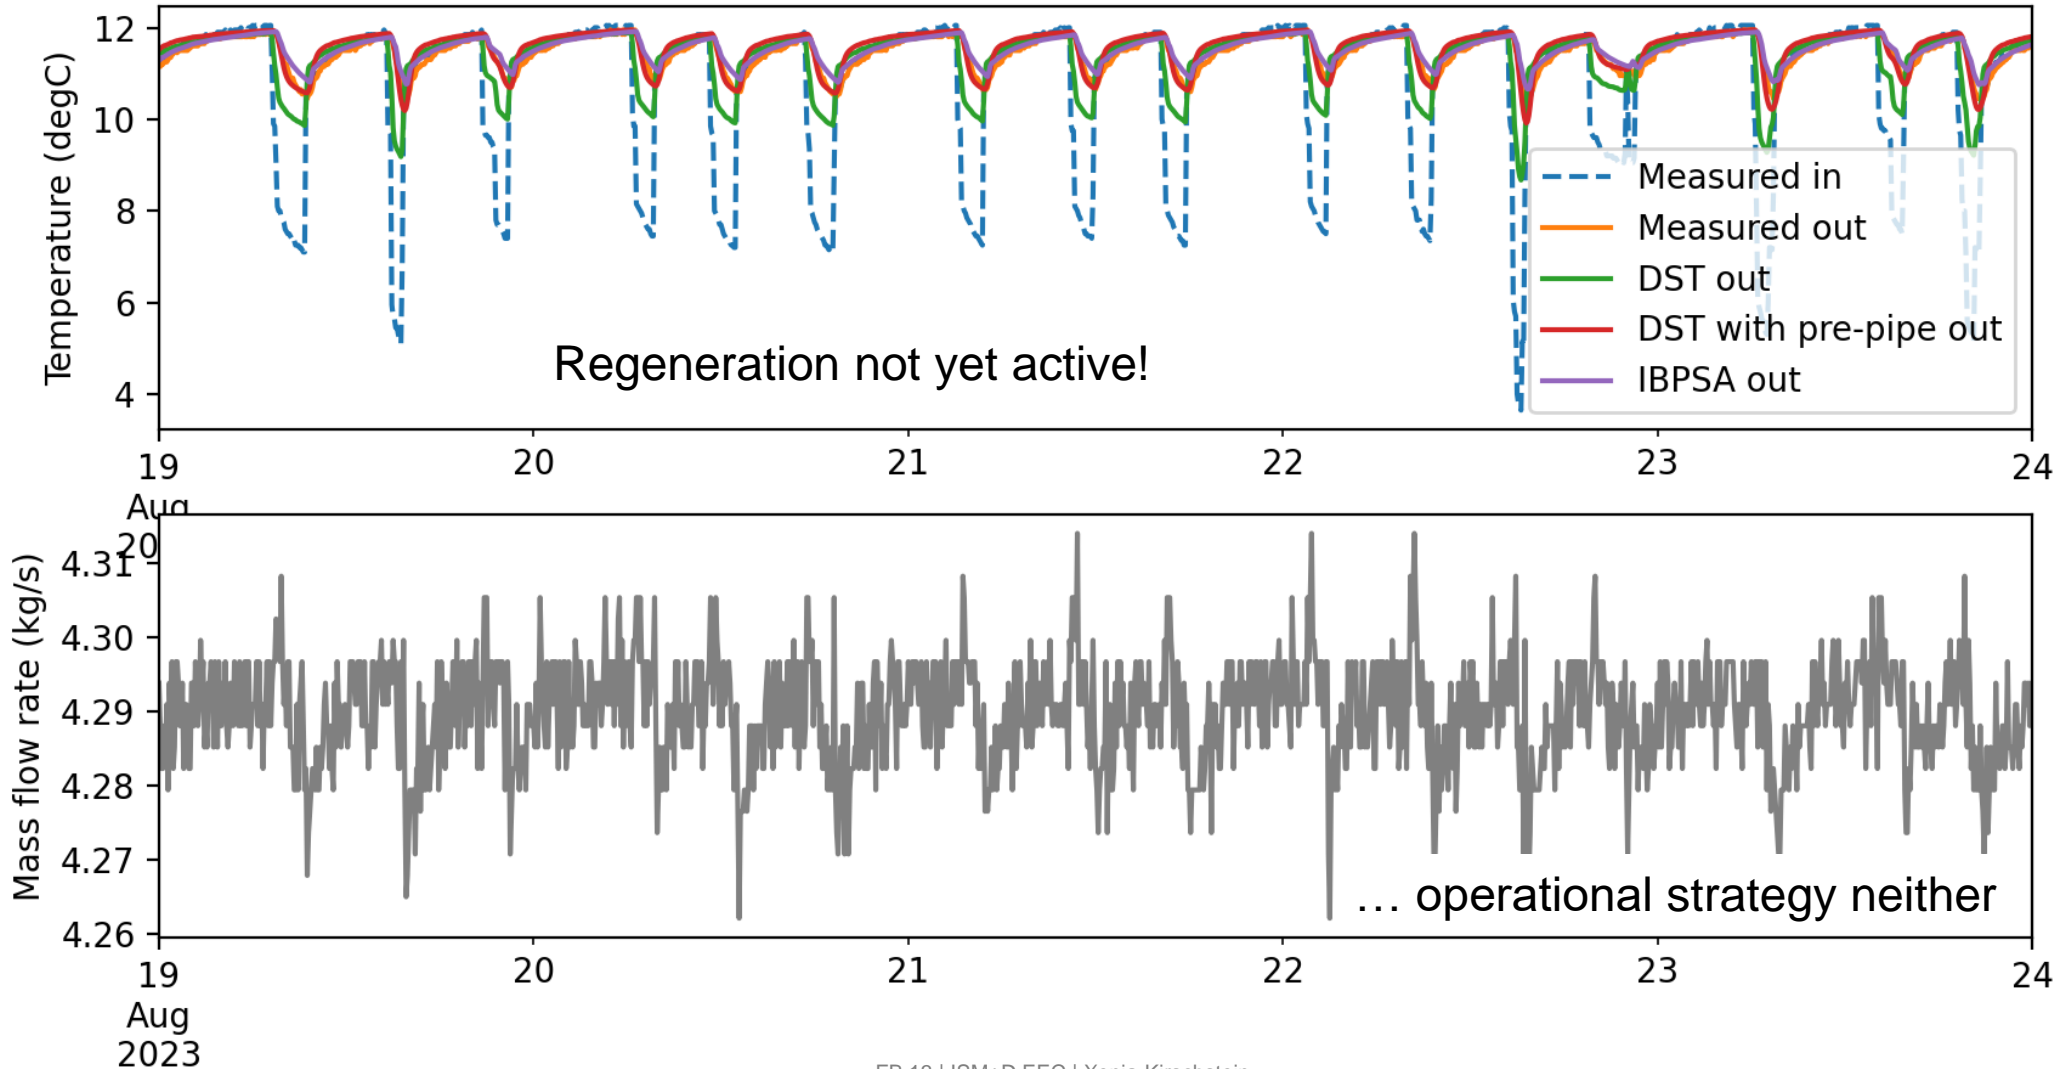 Temperature (degC)
12
10
8
6
4
Regeneration not yet active!
Measured in
Measured out
DST out
DST with pre-pipe out
IBPSA out
19
20
21
22
23
24
Aug
20
Mass flow rate (kg/s)
4.31
4.30
4.29
4.28
4.27
4.26
… operational strategy neither
19
20
21
22
23
24
Aug
2023